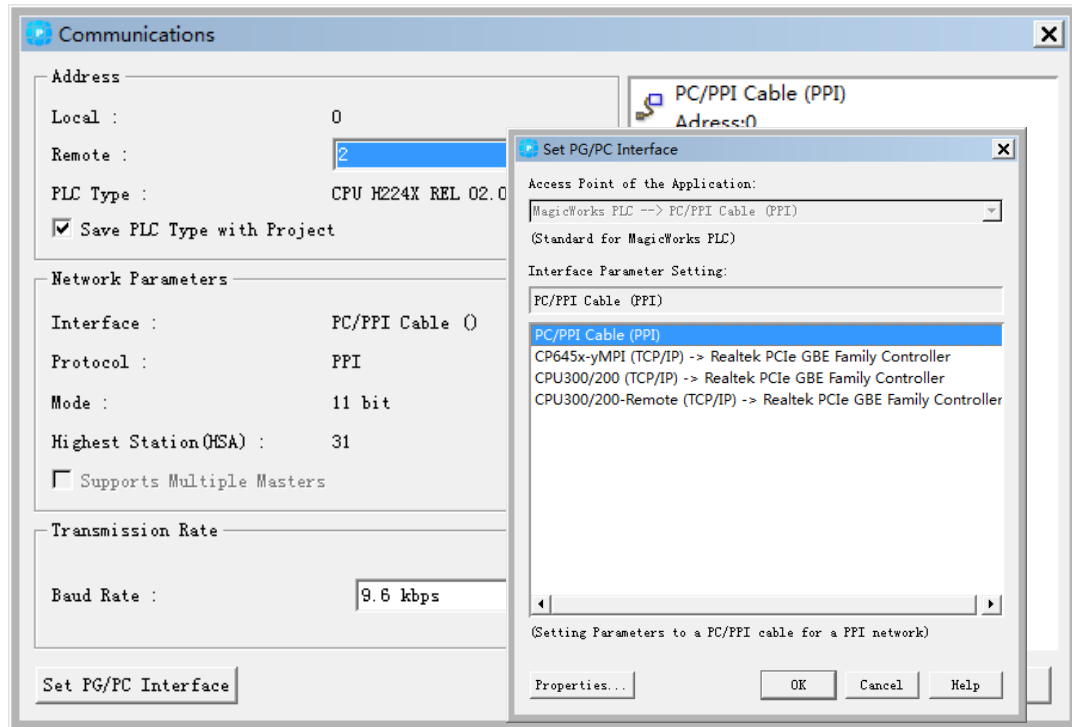 Communications
Address
Local : 0
Remote : 2
PLC Type : CPU H224X REL 02.0
Save PLC Type with Project
Network Parameters
Interface : PC/PPI Cable ()
Protocol : PPI
Mode : 11 bit
Highest Station(HSA) : 31
Supports Multiple Masters
Transmission Rate
Baud Rate : 9.6 kbps
Set PG/PC Interface
PC/PPI Cable (PPI)
Adress:0
Set PG/PC Interface
Access Point of the Application:
MagicWorks PLC --> PC/PPI Cable (PPI)
(Standard for MagicWorks PLC)
Interface Parameter Setting:
PC/PPI Cable (PPI)
PC/PPI Cable (PPI)
CP645x-yMPI (TCP/IP) -> Realtek PCIe GBE Family Controller
CPU300/200 (TCP/IP) -> Realtek PCIe GBE Family Controller
CPU300/200-Remote (TCP/IP) -> Realtek PCIe GBE Family Controller
(Setting Parameters to a PC/PPI cable for a PPI network)
Properties...
OK
Cancel
Help